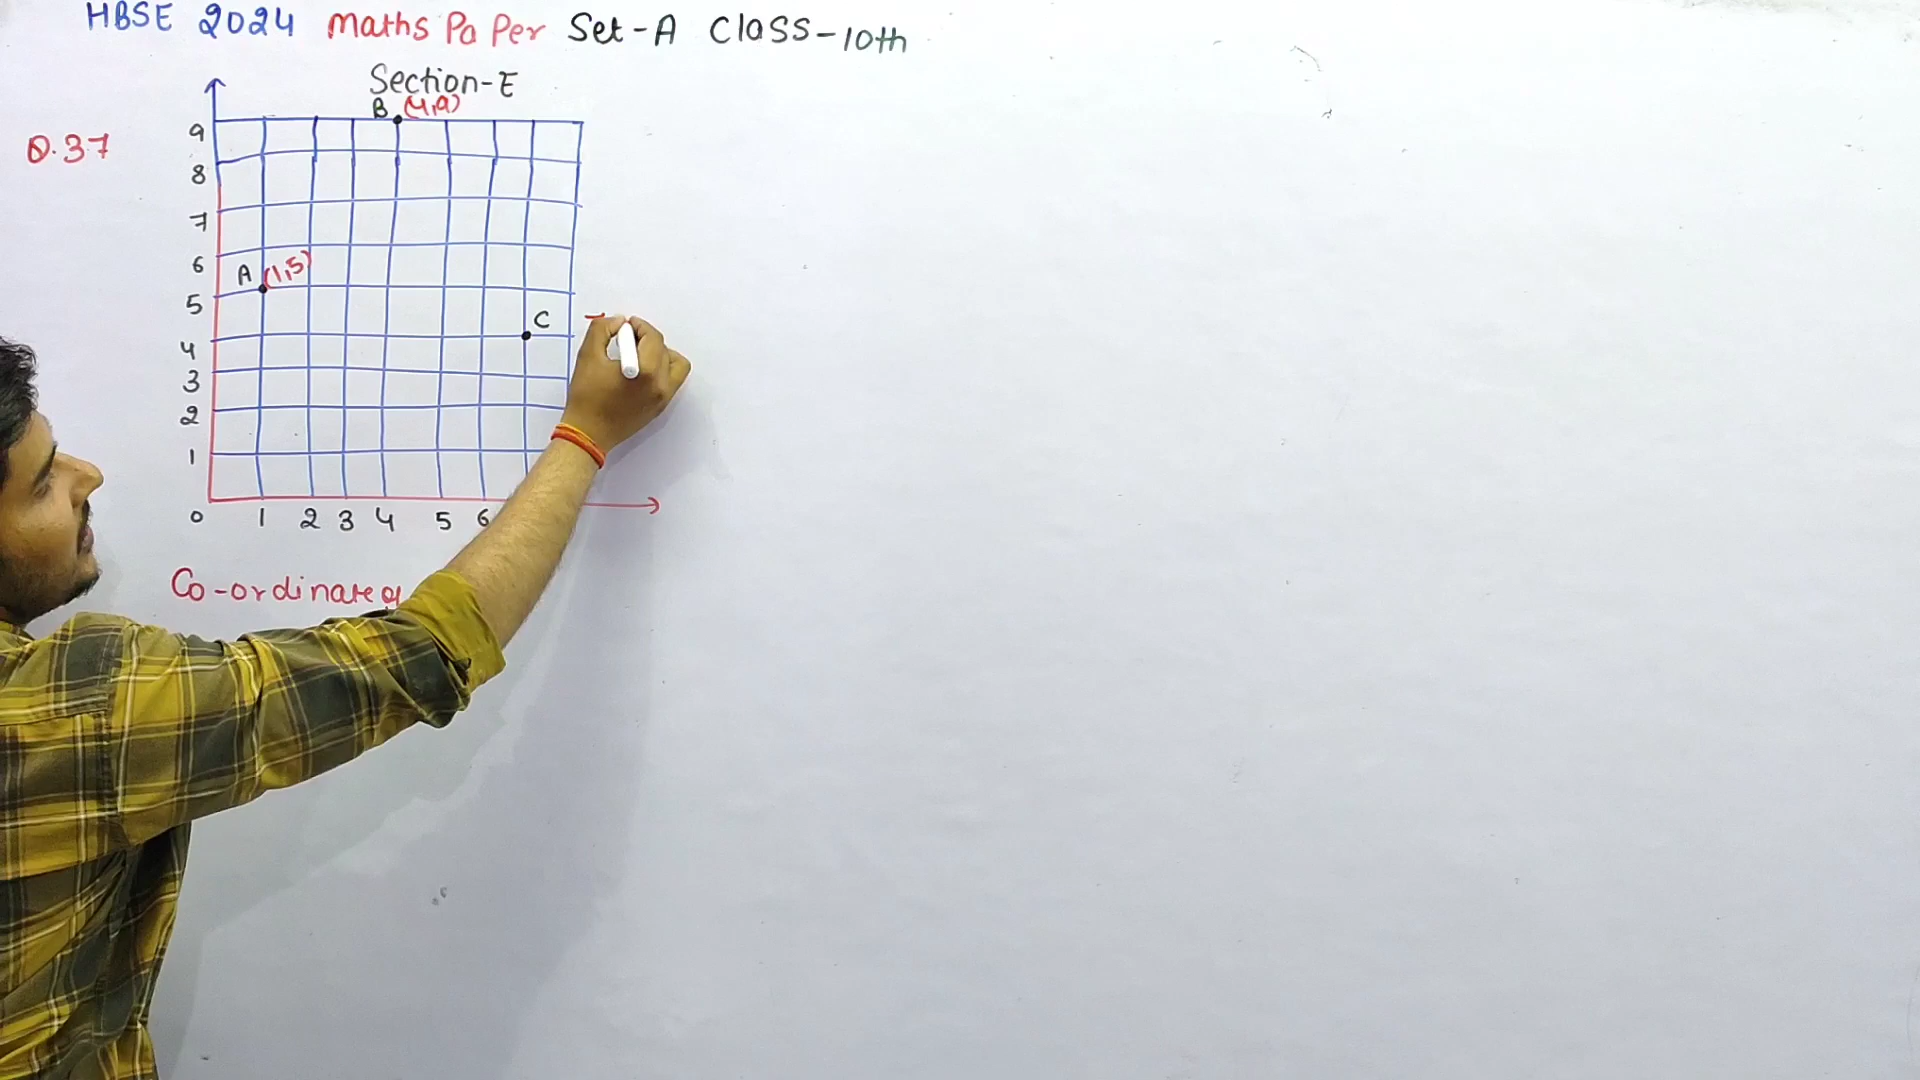 HBSE 2024 Maths PaPer Set-A Class-10th
Section-E
B (4,9)
Q.37
9
8
7
6
A (1,5)
5
C
4
3
2
1
0 1 2 3 4 5 6
Co-ordinate of